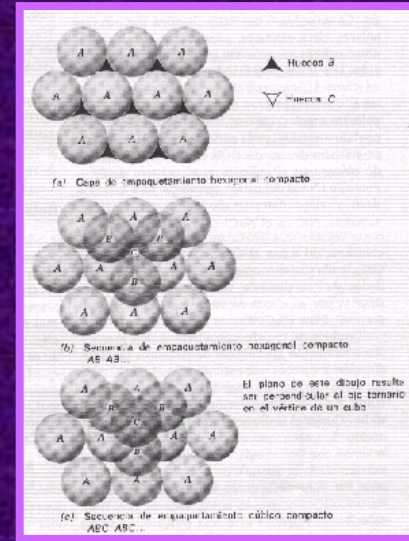 A A A
Huecos B
A A A A
Huecos C
A A A
(a) Capa de empaquetamiento hexagonal compacto
A A A
B B
C
A A A A
B
A A A
(b) Secuencia de empaquetamiento hexagonal compacto
AB AB...
A A A
B B
C
A A A A
B
A A A
El plano de este dibujo resulta
ser perpendicular al eje ternario
en el vértice de un cubo
(c) Secuencia de empaquetamiento cúbico compacto
ABC ABC...